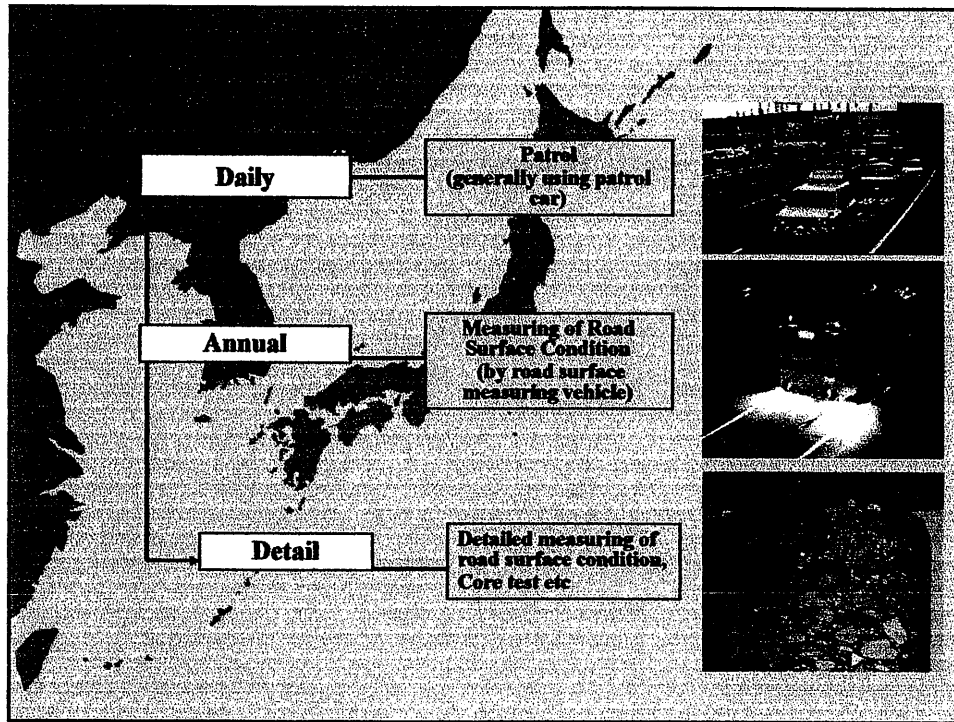 Daily
Patrol
(generally using patrol
car)
Annual
Measuring of Road
Surface Condition
(by road surface
measuring vehicle)
Detail
Detailed measuring of
road surface condition,
Core test etc